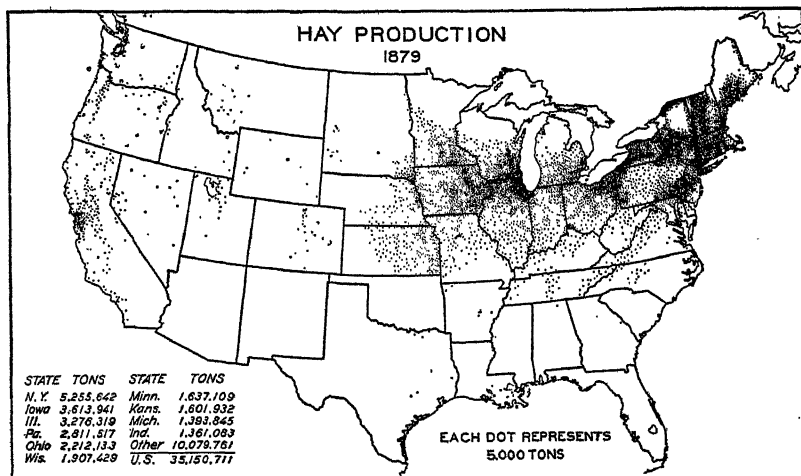 HAY PRODUCTION
1879
STATE TONS STATE TONS
N.Y. 5,255,642 Minn. 1,637,109
Iowa 3,613,941 Kans. 1,601,932
Ill. 3,276,319 Mich. 1,393,845
Pa. 2,811,517 Ind. 1,361,083
Ohio 2,212,133 Other 10,079,761
Wis. 1,907,429 U.S. 35,150,711
EACH DOT REPRESENTS
5,000 TONS